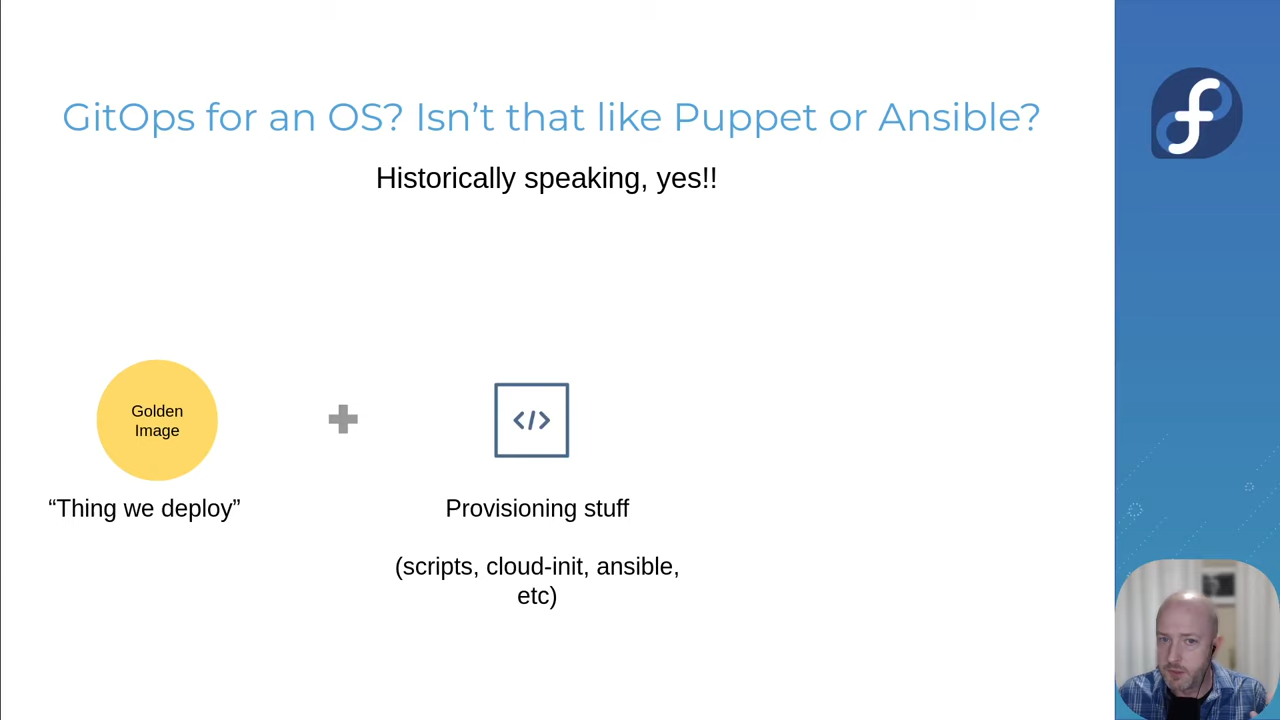 GitOps for an OS? Isn’t that like Puppet or Ansible?
Historically speaking, yes!!
Golden
Image
</>
“Thing we deploy”
Provisioning stuff
(scripts, cloud-init, ansible,
etc)